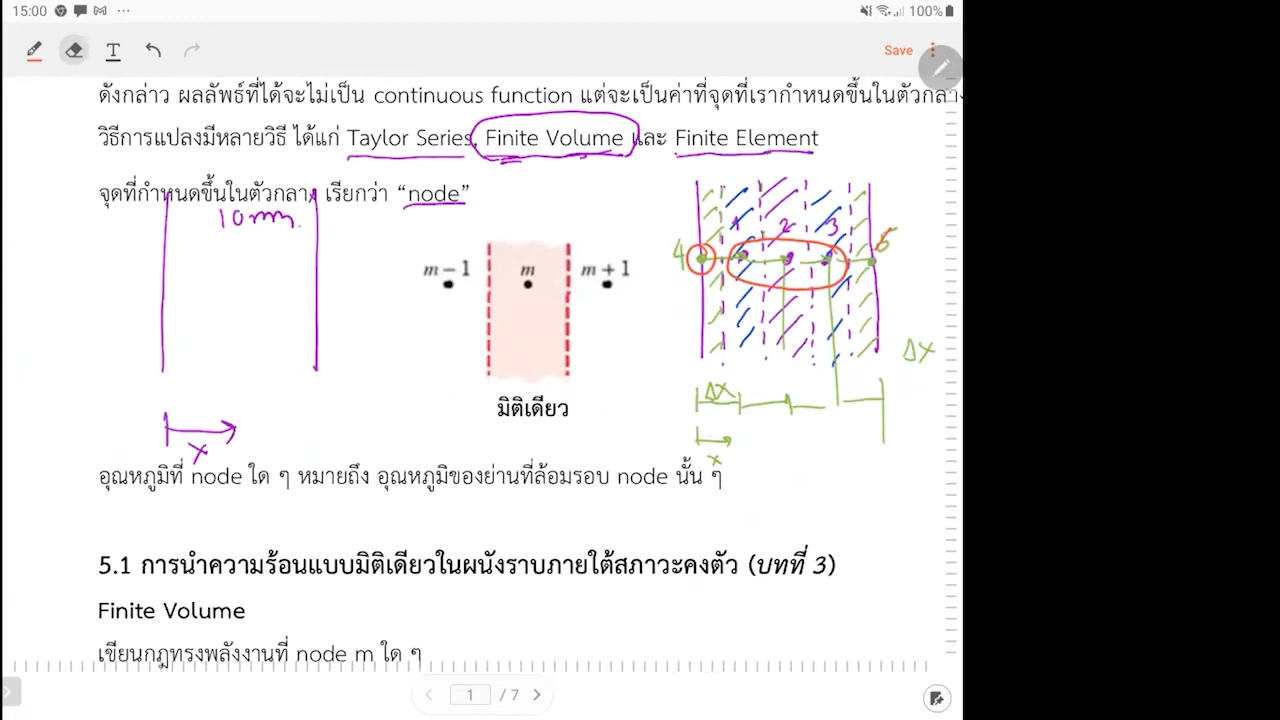 15:00
100%
Save
ดังกล่าว ผลลัพธ์ที่ได้จะไม่เป็น continuous function แต่จะเป็นค่าที่จุดที่เรากำหนดขึ้นในตัวกลาง
วิธีการแปลงมีหลายวิธี ได้แก่ Taylor Series, Finite Volume และ Finite Element
จุดที่กำหนดขึ้นในตัวกลาง เรียกว่า “node”
10mm.
1 2 3
4 5
m−1 m m+1
Δx
Δx
มิติเดียว
x
x
อุณหภูมิที่ node ใด ๆ หมายถึง อุณหภูมิของย่านที่ล้อมรอบ node นั้น ๆ
5.1 การนำความร้อนแบบมิติเดียวในผนังราบภายใต้สภาวะคงตัว (บทที่ 3)
Finite Volume
เขียนกฎทรงพลังงานที่ node m ใด ๆ
1 / 7